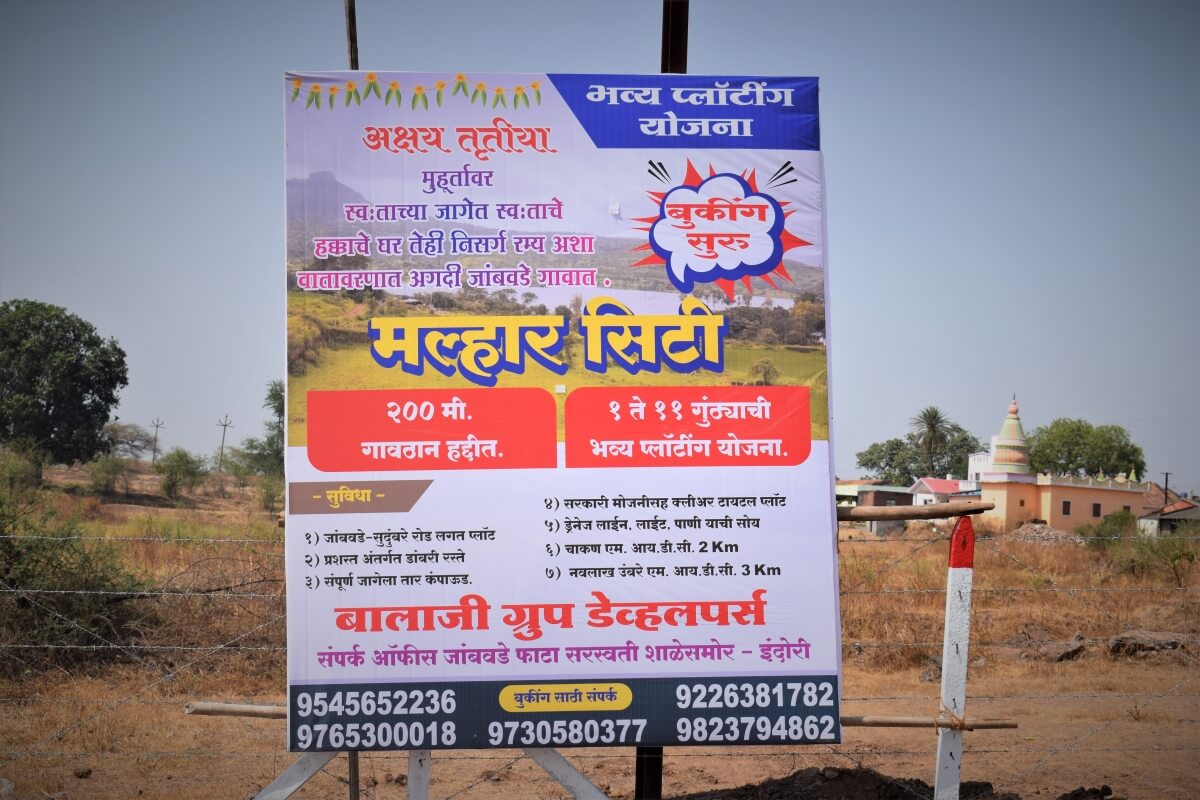 भव्य प्लॉटींग
योजना
अक्षय तृतीया
मुहूर्तावर
स्व:ताच्या जागेत स्व:ताचे
हक्काचे घर तेही निसर्ग रम्य अशा
वातावरणात अगदी जांबवडे गावात .
बुकींग
सुरु
मल्हार सिटी
२०० मी.
गावठान हद्दीत.
१ ते ११ गुंठ्याची
भव्य प्लॉटींग योजना.
- सुविधा -
१) जांबवडे-सुदुंबरे रोड लगत प्लॉट
२) प्रशस्त अंतर्गत डांबरी रस्ते
३) संपूर्ण जागेला तार कंपाऊड.
४) सरकारी मोजनीसह क्लीअर टायटल प्लॉट
५) ड्रेनेज लाईन, लाईट, पाणी याची सोय
६) चाकण एम. आय.डी.सी. 2 Km
७) नवलाख उंबरे एम. आय.डी.सी. 3 Km
बालाजी ग्रुप डेव्हलपर्स
संपर्क ऑफीस जांबवडे फाटा सरस्वती शाळेसमोर - इंदोरी
9545652236
9765300018
बुकींग साठी संपर्क
9730580377
9226381782
9823794862